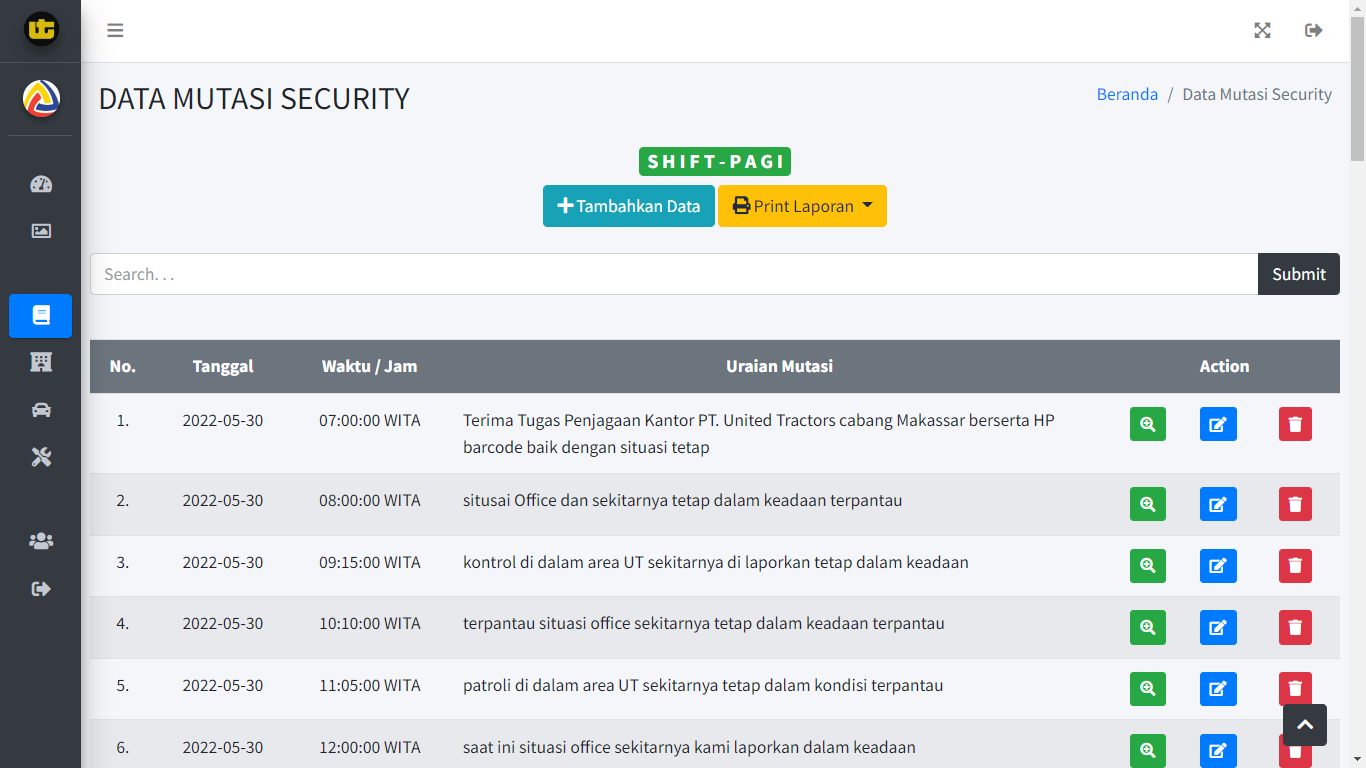 DATA MUTASI SECURITY
Beranda / Data Mutasi Security
SHIFT-PAGI
Tambahkan Data Print Laporan
Search. . . Submit
No. Tanggal Waktu / Jam Uraian Mutasi Action
1. 2022-05-30 07:00:00 WITA Terima Tugas Penjagaan Kantor PT. United Tractors cabang Makassar berserta HP
barcode baik dengan situasi tetap
2. 2022-05-30 08:00:00 WITA situsai Office dan sekitarnya tetap dalam keadaan terpantau
3. 2022-05-30 09:15:00 WITA kontrol di dalam area UT sekitarnya di laporkan tetap dalam keadaan
4. 2022-05-30 10:10:00 WITA terpantau situasi office sekitarnya tetap dalam keadaan terpantau
5. 2022-05-30 11:05:00 WITA patroli di dalam area UT sekitarnya tetap dalam kondisi terpantau
6. 2022-05-30 12:00:00 WITA saat ini situasi office sekitarnya kami laporkan dalam keadaan